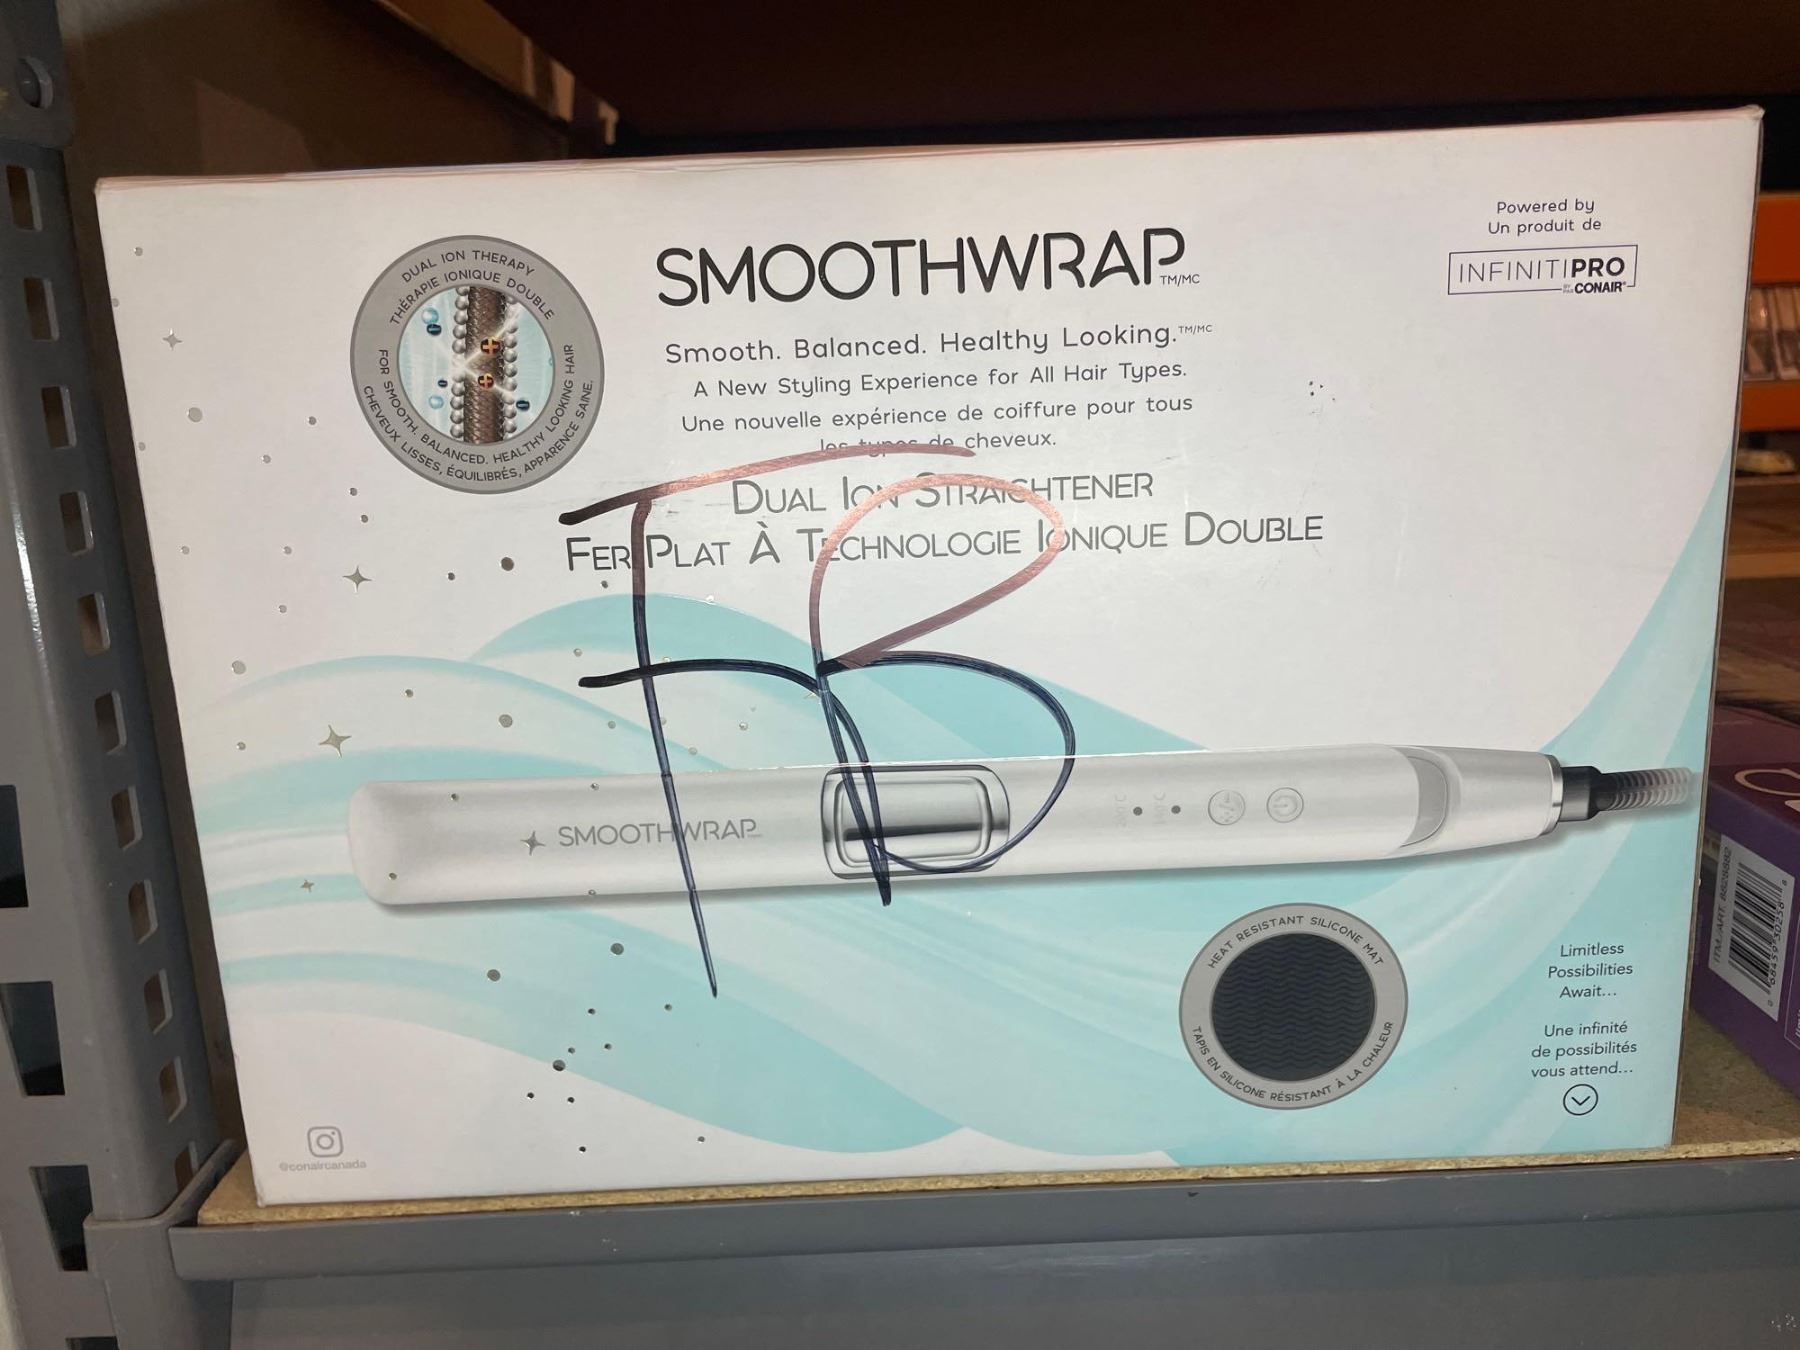 DUAL ION THERAPY
THÉRAPIE IONIQUE DOUBLE
FOR SMOOTH. BALANCED. HEALTHY LOOKING HAIR
CHEVEUX LISSES, ÉQUILIBRÉS, APPARENCE SAINE.
SMOOTHWRAP TM/MC
Smooth. Balanced. Healthy Looking.TM/MC
A New Styling Experience for All Hair Types.
Une nouvelle expérience de coiffure pour tous
les types de cheveux.
Powered by
Un produit de
INFINITIPRO
BY PAR CONAIR®
DUAL ION STRAIGHTENER
FER PLAT À TECHNOLOGIE IONIQUE DOUBLE
SMOOTHWRAP
HEAT RESISTANT SILICONE MAT
TAPIS EN SILICONE RÉSISTANT À LA CHALEUR
Limitless
Possibilities
Await...
Une infinité
de possibilités
vous attend...
@conaircanada